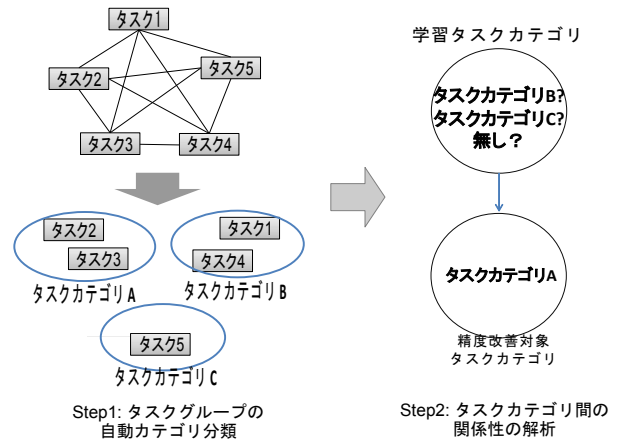 タスク1
タスク2
タスク5
タスク3
タスク4
タスク2
タスク3
タスクカテゴリA
タスク1
タスク4
タスクカテゴリB
タスク5
タスクカテゴリC
Step1: タスクグループの
自動カテゴリ分類
学習タスクカテゴリ
タスクカテゴリB?
タスクカテゴリC?
無し？
タスクカテゴリA
精度改善対象
タスクカテゴリ
Step2: タスクカテゴリ間の
関係性の解析